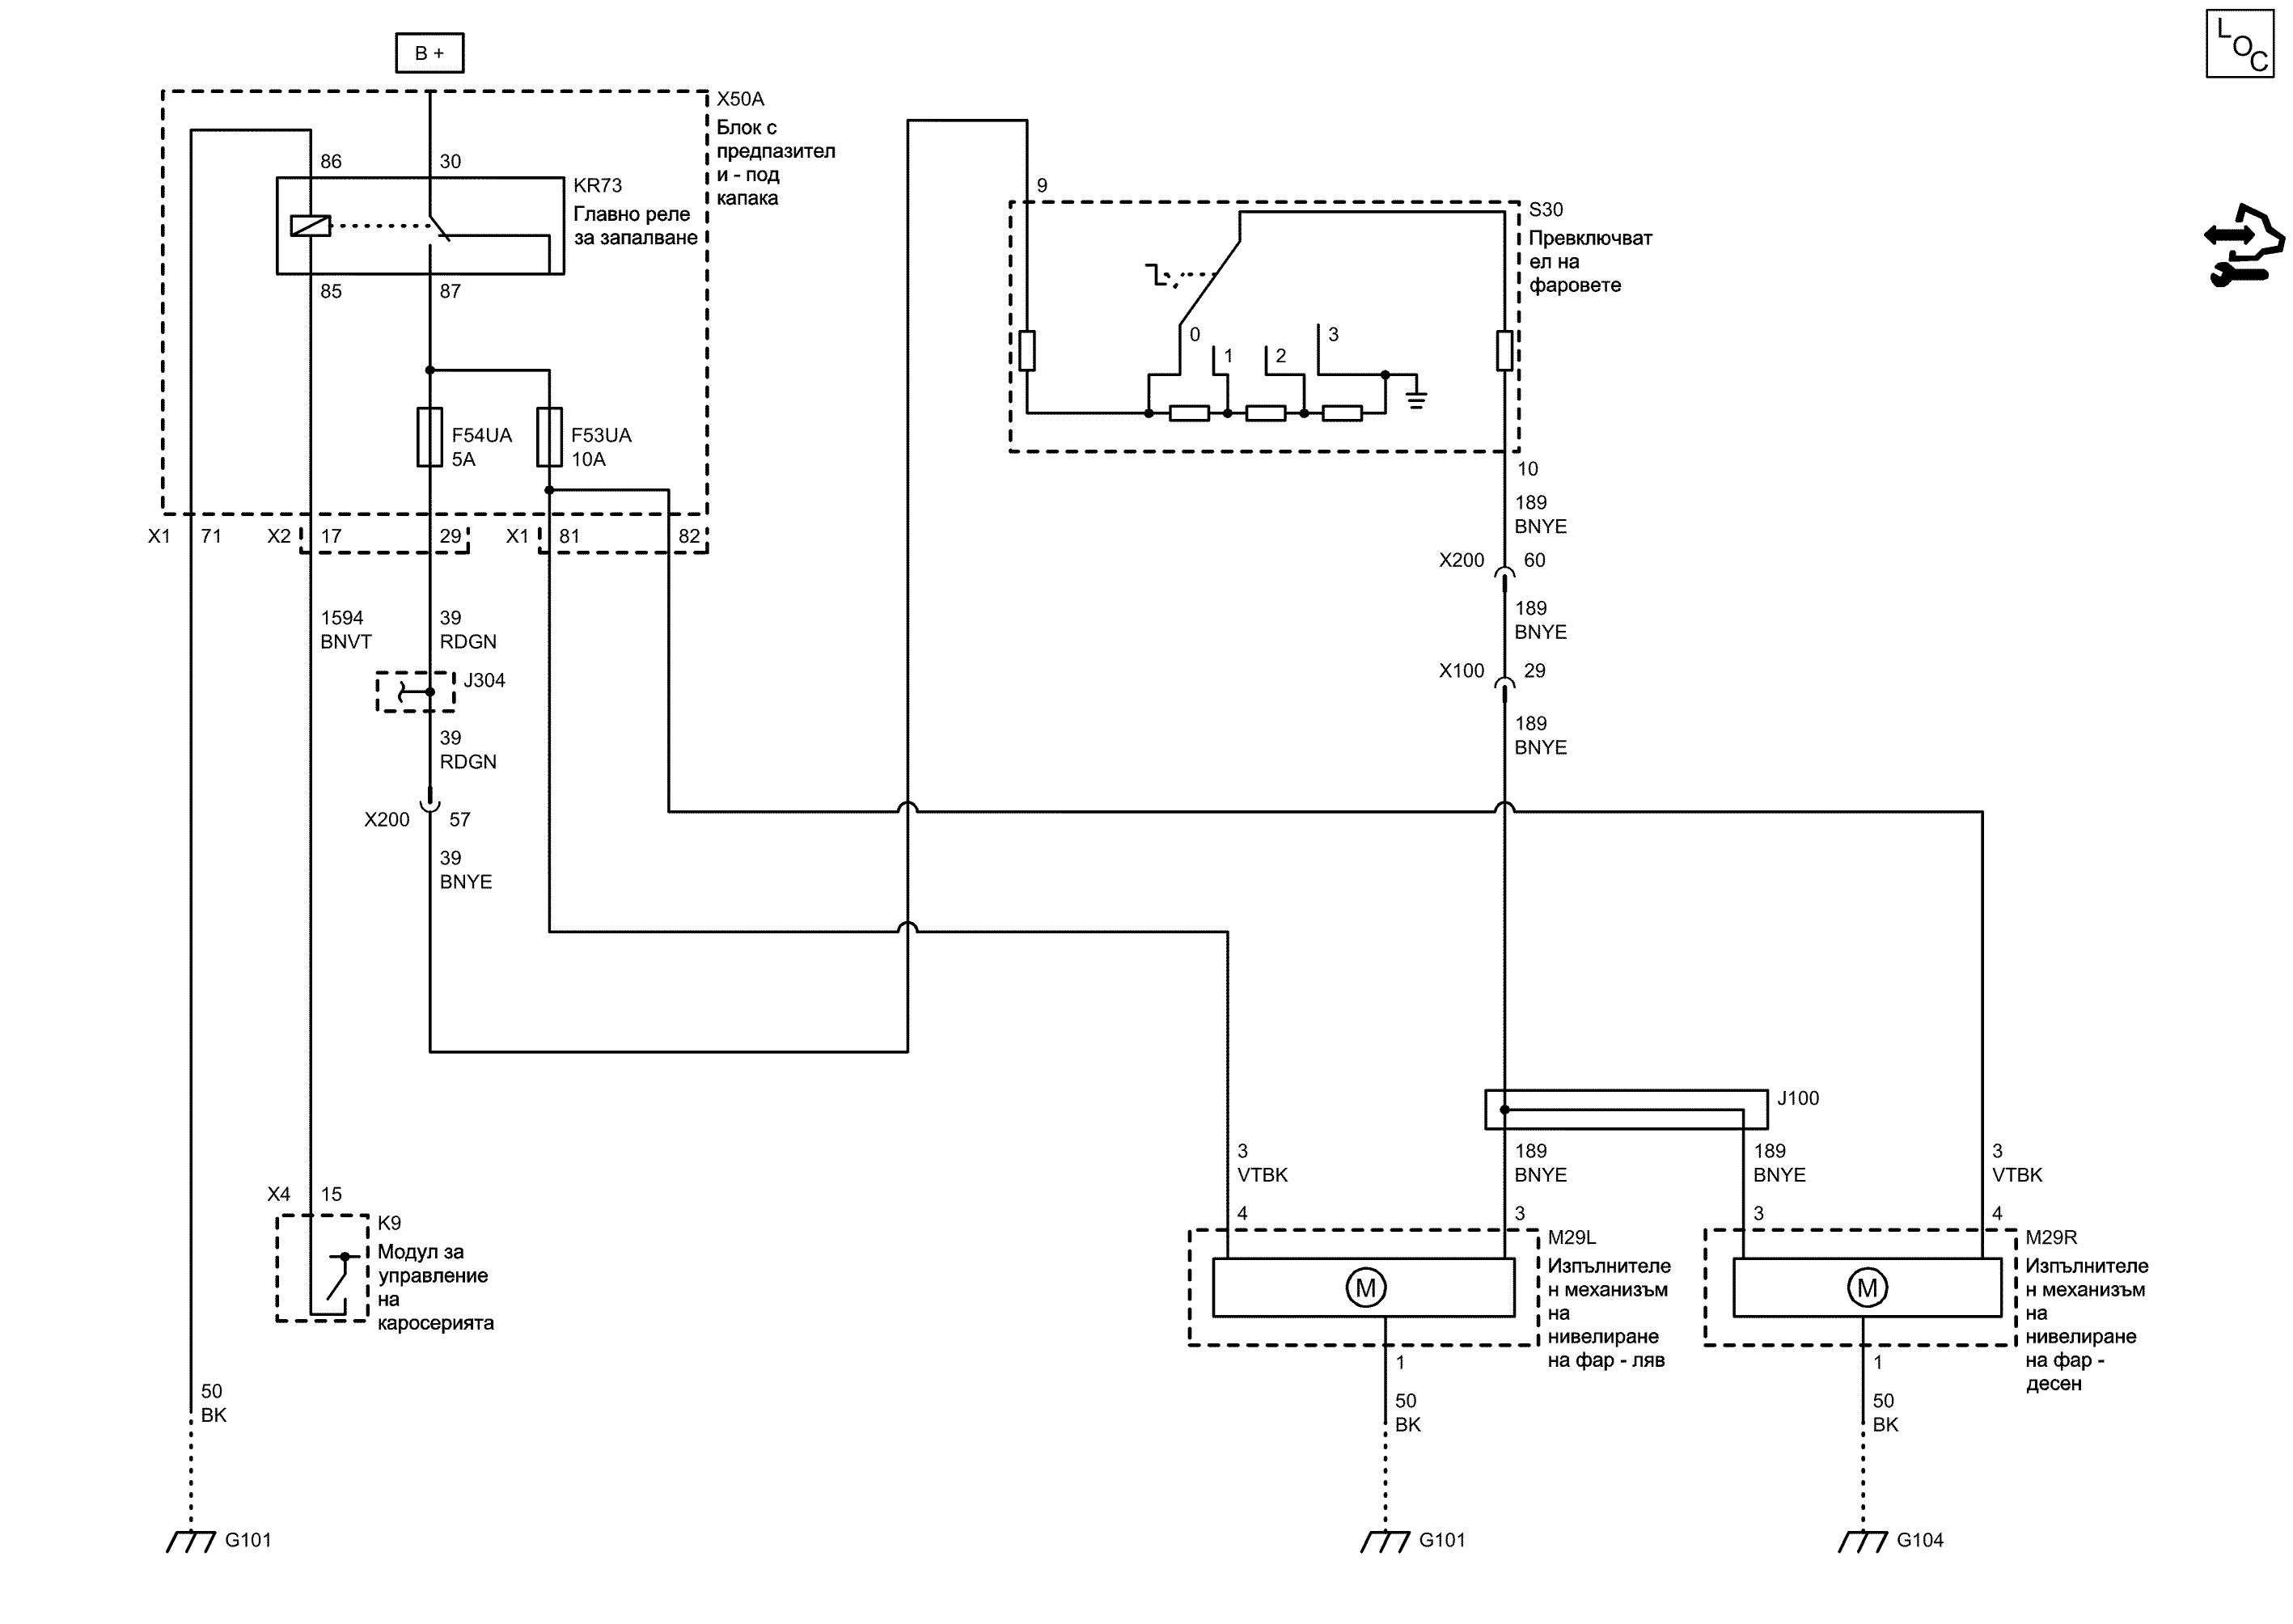 B +
LOC
X50A
Блок с
предпазител
и - под
капака
86
30
KR73
Главно реле
за запалване
85
87
F54UA
5A
F53UA
10A
X1
71
X2
17
29
X1
81
82
9
S30
Превключват
ел на
фаровете
0
1
2
3
10
189
BNYE
X200
60
189
BNYE
X100
29
189
BNYE
1594
BNVT
39
RDGN
J304
39
RDGN
X200
57
39
BNYE
J100
3
VTBK
189
BNYE
189
BNYE
3
VTBK
X4
15
K9
Модул за
управление
на
каросерията
4
3
M29L
Изпълнителе
н механизъм
на
нивелиране
на фар - ляв
M
3
4
M29R
Изпълнителе
н механизъм
на
нивелиране
на фар -
десен
M
1
50
BK
1
50
BK
50
BK
G101
G101
G104